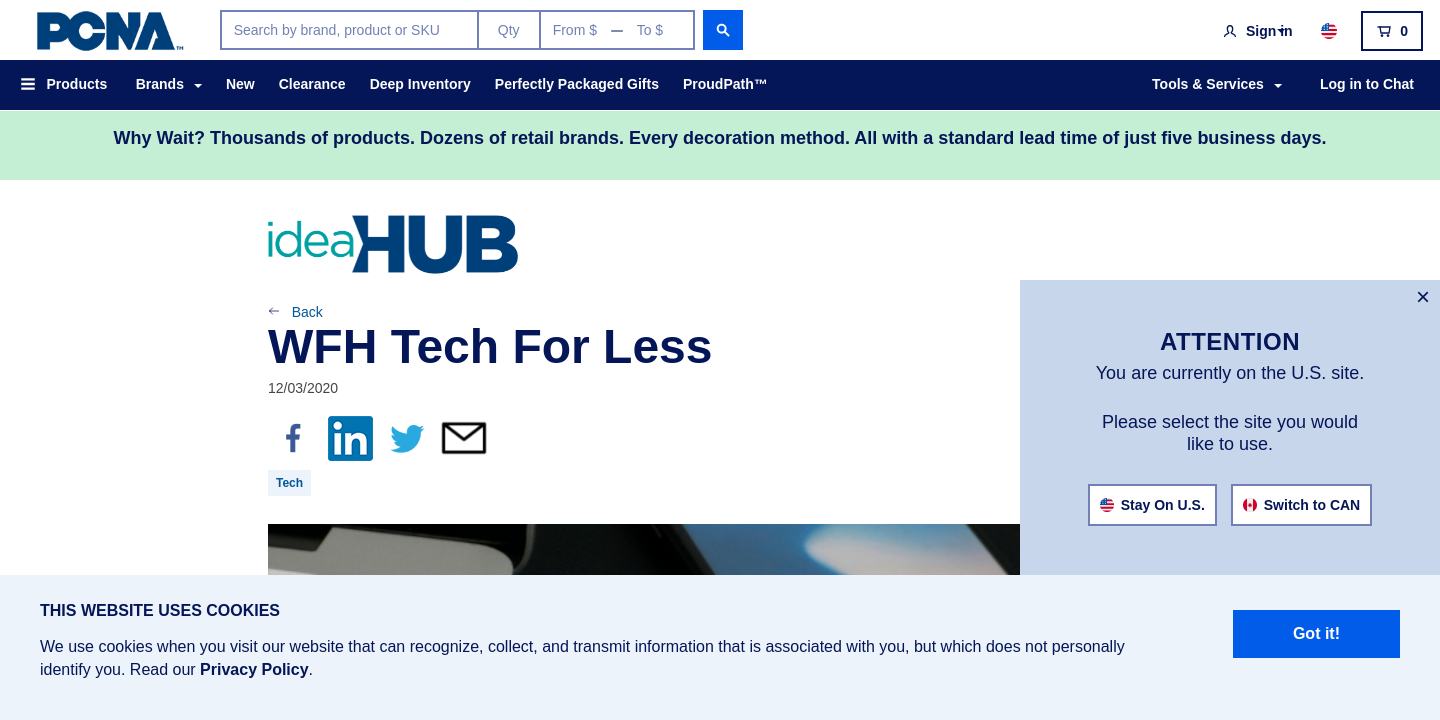 PCNA™
Search by brand, product or SKU
Qty
From $ — To $
Sign In
0
Products
Brands
New
Clearance
Deep Inventory
Perfectly Packaged Gifts
ProudPath™
Tools & Services
Log in to Chat
Why Wait? Thousands of products. Dozens of retail brands. Every decoration method. All with a standard lead time of just five business days.
ideaHUB
Back
WFH Tech For Less
12/03/2020
f
in
Tech
×
ATTENTION
You are currently on the U.S. site.
Please select the site you would
like to use.
Stay On U.S.
Switch to CAN
THIS WEBSITE USES COOKIES
We use cookies when you visit our website that can recognize, collect, and transmit information that is associated with you, but which does not personally
identify you. Read our Privacy Policy.
Got it!